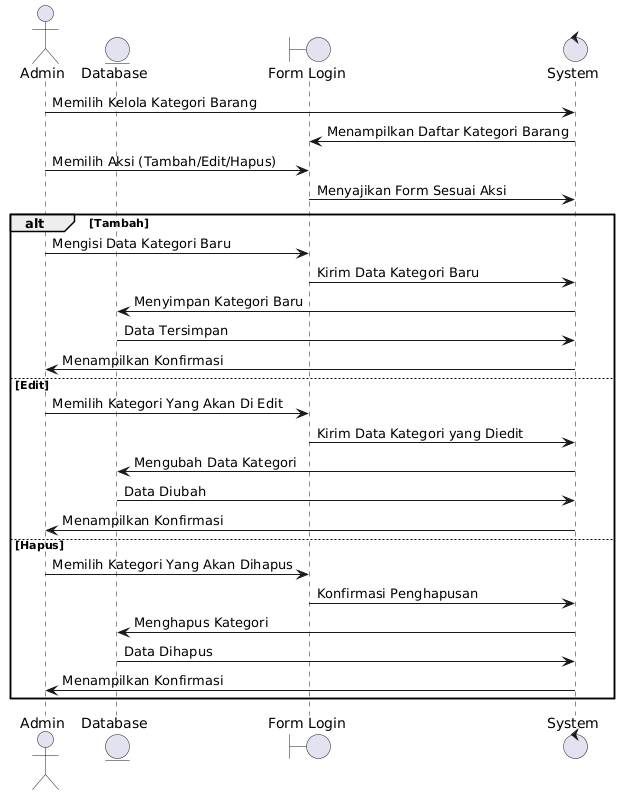 Admin
Database
Form Login
System
Memilih Kelola Kategori Barang
Menampilkan Daftar Kategori Barang
Memilih Aksi (Tambah/Edit/Hapus)
Menyajikan Form Sesuai Aksi
alt [Tambah]
Mengisi Data Kategori Baru
Kirim Data Kategori Baru
Menyimpan Kategori Baru
Data Tersimpan
Menampilkan Konfirmasi
[Edit]
Memilih Kategori Yang Akan Di Edit
Kirim Data Kategori yang Diedit
Mengubah Data Kategori
Data Diubah
Menampilkan Konfirmasi
[Hapus]
Memilih Kategori Yang Akan Dihapus
Konfirmasi Penghapusan
Menghapus Kategori
Data Dihapus
Menampilkan Konfirmasi
Admin
Database
Form Login
System